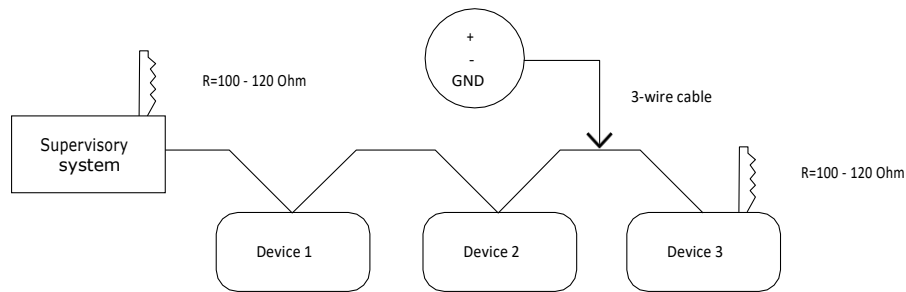 +
-
GND
R=100 - 120 Ohm
3-wire cable
Supervisory
system
R=100 - 120 Ohm
Device 1
Device 2
Device 3